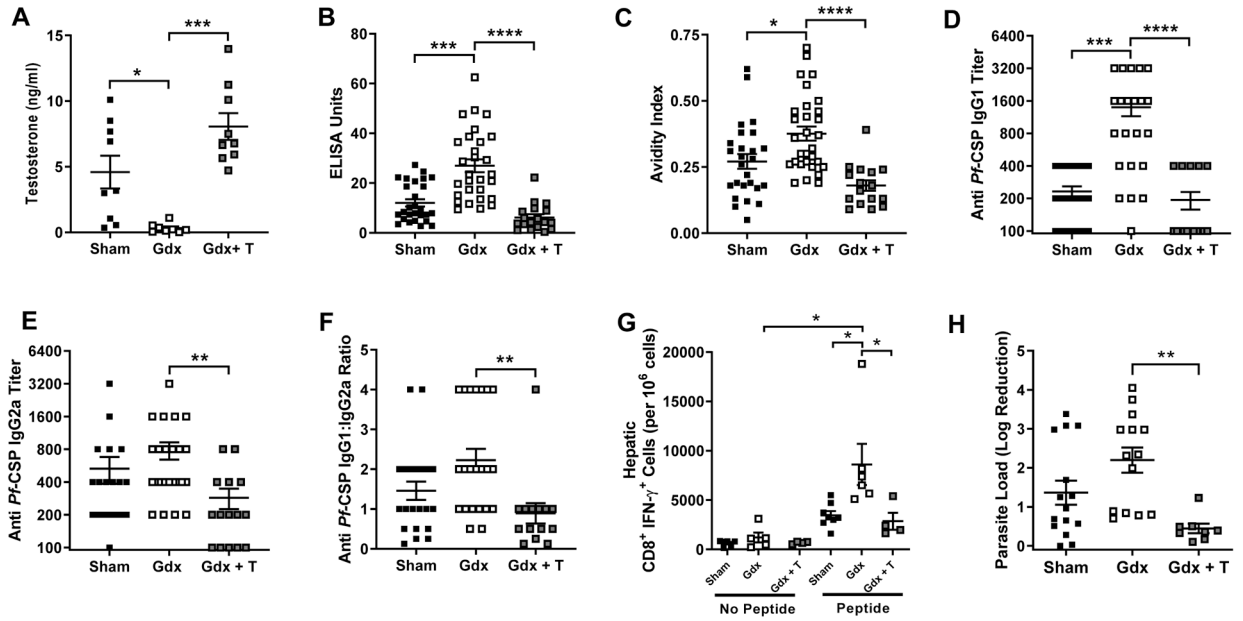 A
Testosterone (ng/ml)
15
10
5
0
*
***
Sham
Gdx
Gdx+ T
B
ELISA Units
80
60
40
20
0
***
****
Sham
Gdx
Gdx + T
C
Avidity Index
0.75
0.50
0.25
0.00
*
****
Sham
Gdx
Gdx + T
D
Anti Pf-CSP IgG1 Titer
6400
3200
1600
800
400
200
100
***
****
Sham
Gdx
Gdx + T
E
Anti Pf-CSP IgG2a Titer
6400
3200
1600
800
400
200
100
**
Sham
Gdx
Gdx + T
F
Anti Pf-CSP IgG1:IgG2a Ratio
5
4
3
2
1
0
**
Sham
Gdx
Gdx + T
G
Hepatic
CD8+ IFN-γ+ Cells (per 10⁶ cells)
20000
15000
10000
5000
0
*
*
*
Sham
Gdx
Gdx + T
Sham
Gdx
Gdx + T
No Peptide
Peptide
H
Parasite Load (Log Reduction)
5
4
3
2
1
0
**
Sham
Gdx
Gdx + T